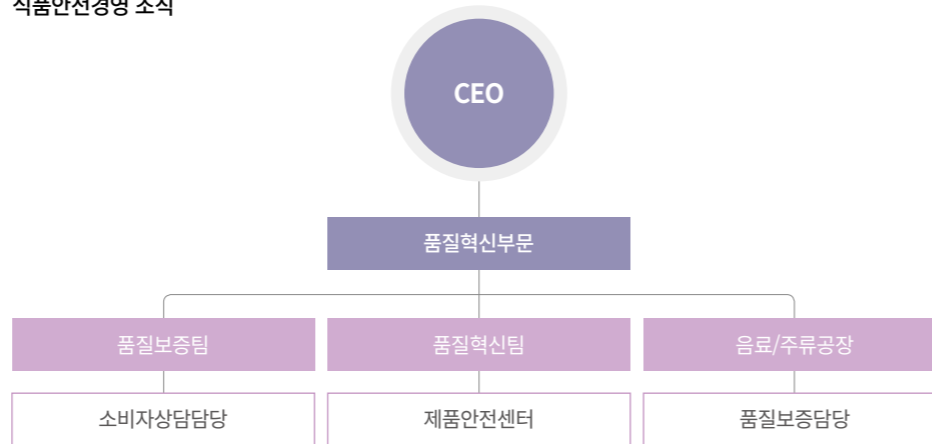 식품안전경영 조직
CEO
품질혁신부문
품질보증팀
품질혁신팀
음료/주류공장
소비자상담담당
제품안전센터
품질보증담당